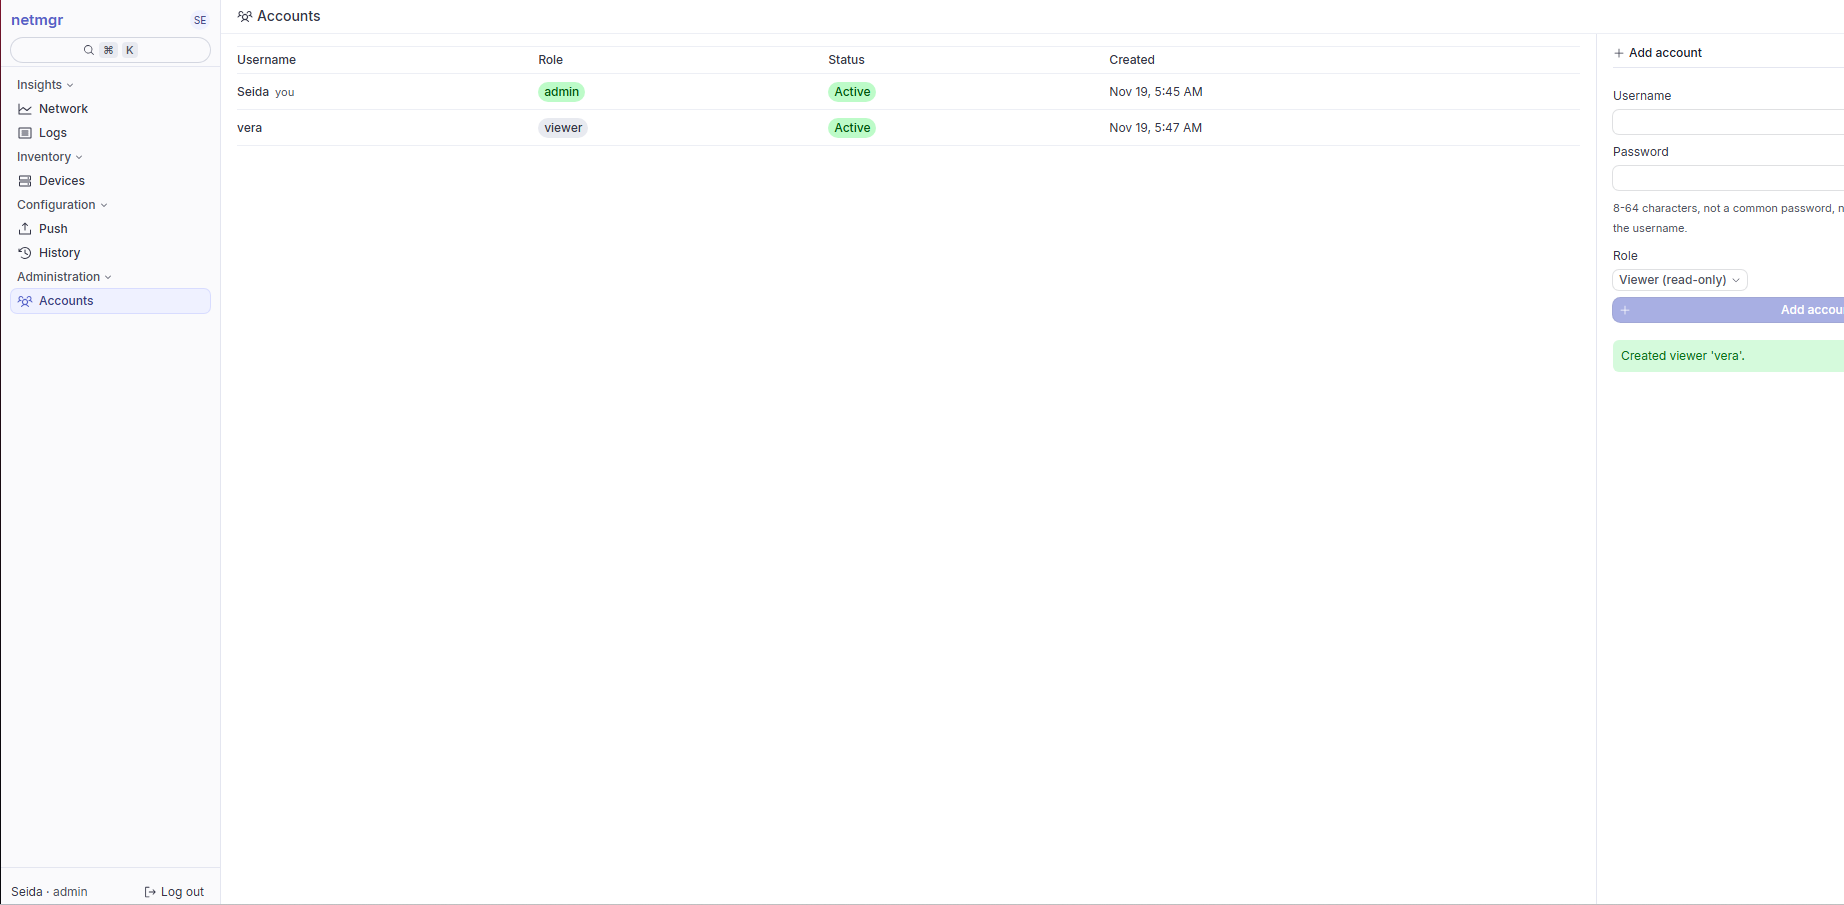 netmgr
SE
⌘ K
Insights
Network
Logs
Inventory
Devices
Configuration
Push
History
Administration
Accounts
Seida · admin
Log out
Accounts
Username Role Status Created
Seida you admin Active Nov 19, 5:45 AM
vera viewer Active Nov 19, 5:47 AM
Add account
Username
Password
8-64 characters, not a common password,
the username.
Role
Viewer (read-only)
Add
Created viewer 'vera'.